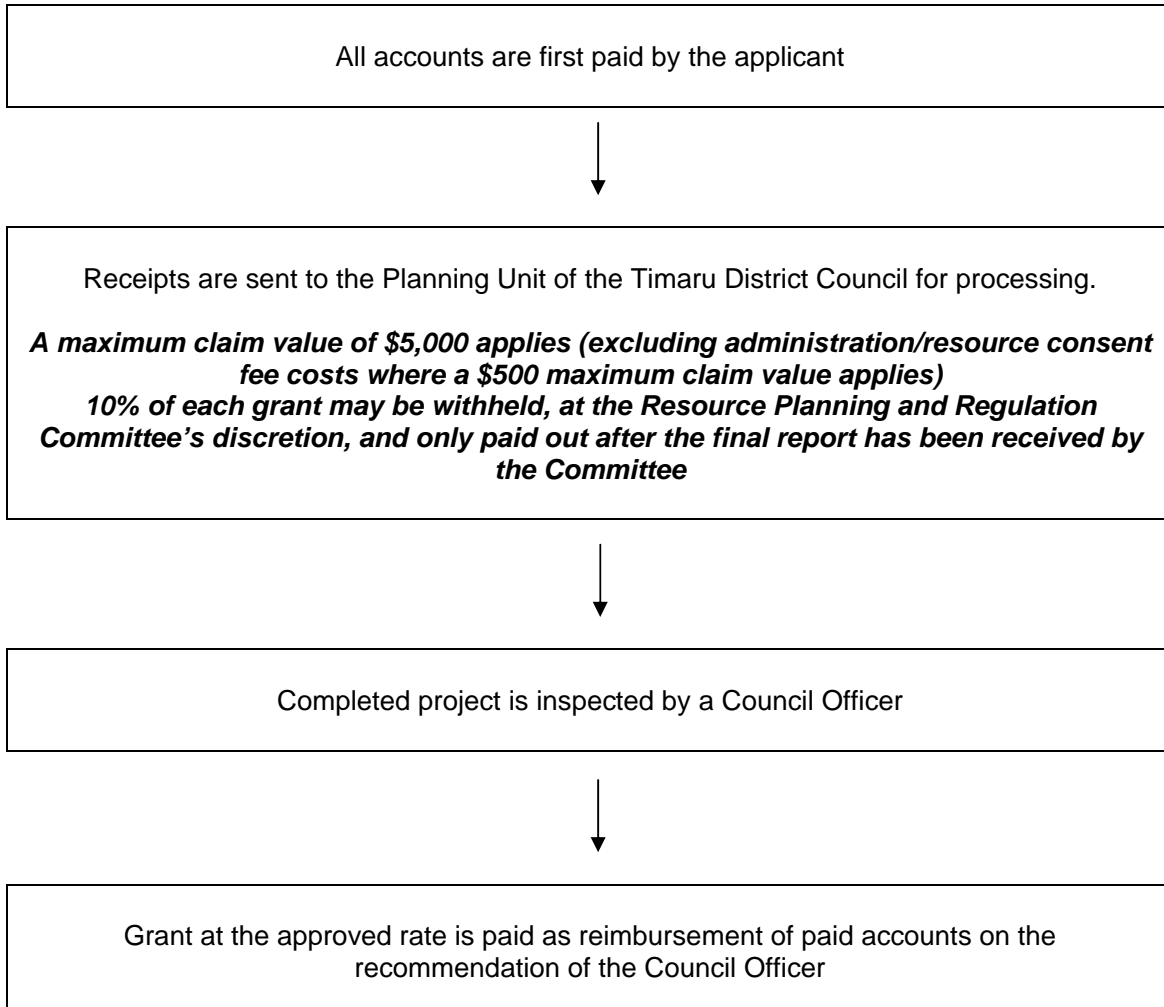 All accounts are first paid by the applicant
Receipts are sent to the Planning Unit of the Timaru District Council for processing.
A maximum claim value of $5,000 applies (excluding administration/resource consent
fee costs where a $500 maximum claim value applies)
10% of each grant may be withheld, at the Resource Planning and Regulation
Committee's discretion, and only paid out after the final report has been received by
the Committee
Completed project is inspected by a Council Officer
Grant at the approved rate is paid as reimbursement of paid accounts on the
recommendation of the Council Officer